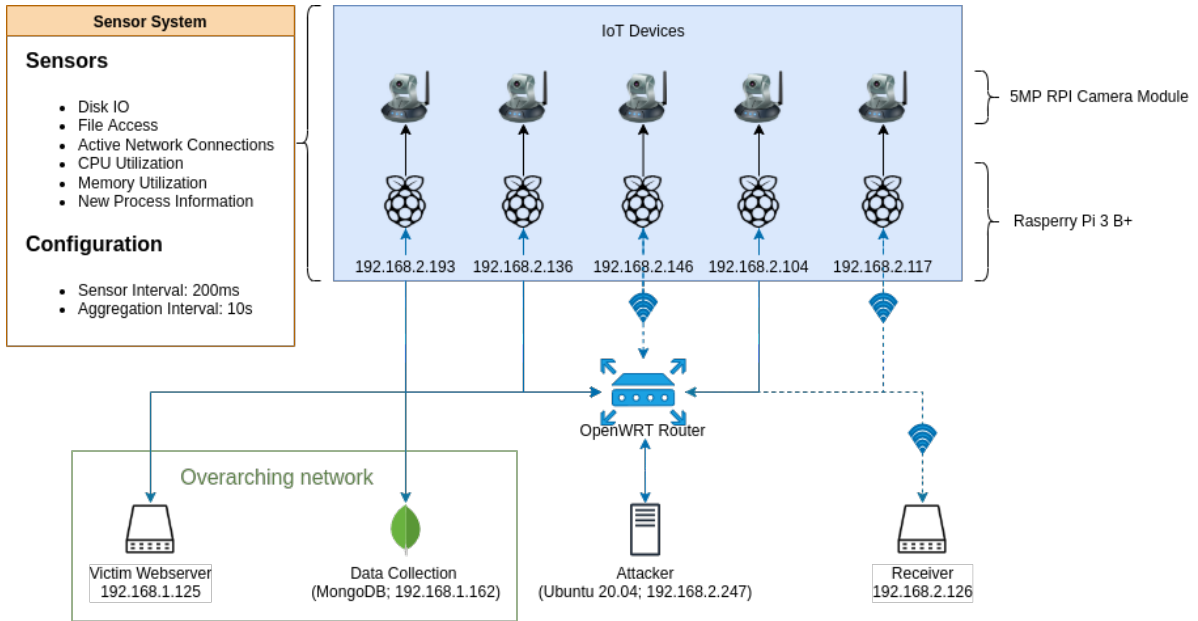 Sensor System
Sensors
Disk IO
File Access
Active Network Connections
CPU Utilization
Memory Utilization
New Process Information
Configuration
Sensor Interval: 200ms
Aggregation Interval: 10s
IoT Devices
5MP RPI Camera Module
Rasperry Pi 3 B+
192.168.2.193
192.168.2.136
192.168.2.146
192.168.2.104
192.168.2.117
OpenWRT Router
Overarching network
Victim Webserver
192.168.1.125
Data Collection
(MongoDB; 192.168.1.162)
Attacker
(Ubuntu 20.04; 192.168.2.247)
Receiver
192.168.2.126